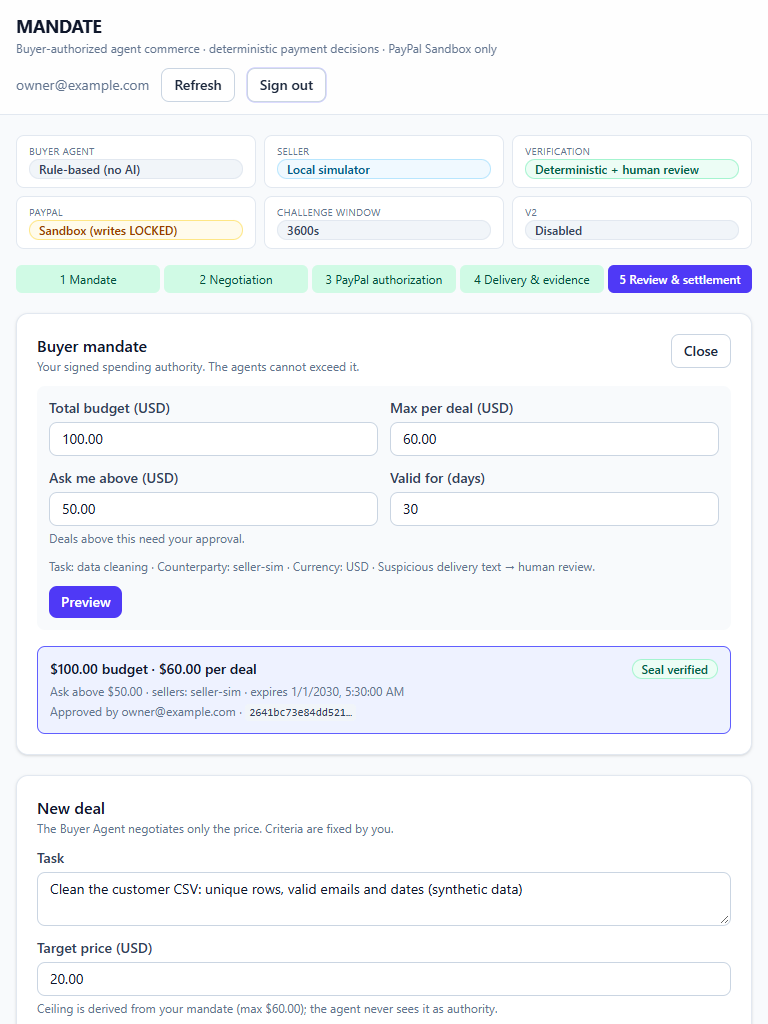 MANDATE
Buyer-authorized agent commerce · deterministic payment decisions · PayPal Sandbox only
owner@example.com
Refresh
Sign out
BUYER AGENT
Rule-based (no AI)
SELLER
Local simulator
VERIFICATION
Deterministic + human review
PAYPAL
Sandbox (writes LOCKED)
CHALLENGE WINDOW
3600s
V2
Disabled
1 Mandate
2 Negotiation
3 PayPal authorization
4 Delivery & evidence
5 Review & settlement
Buyer mandate
Your signed spending authority. The agents cannot exceed it.
Close
Total budget (USD)
Max per deal (USD)
100.00
60.00
Ask me above (USD)
Valid for (days)
50.00
30
Deals above this need your approval.
Task: data cleaning · Counterparty: seller-sim · Currency: USD · Suspicious delivery text → human review.
Preview
$100.00 budget · $60.00 per deal
Seal verified
Ask above $50.00 · sellers: seller-sim · expires 1/1/2030, 5:30:00 AM
Approved by owner@example.com · 2641bc73e84dd521…
New deal
The Buyer Agent negotiates only the price. Criteria are fixed by you.
Task
Clean the customer CSV: unique rows, valid emails and dates (synthetic data)
Target price (USD)
20.00
Ceiling is derived from your mandate (max $60.00); the agent never sees it as authority.